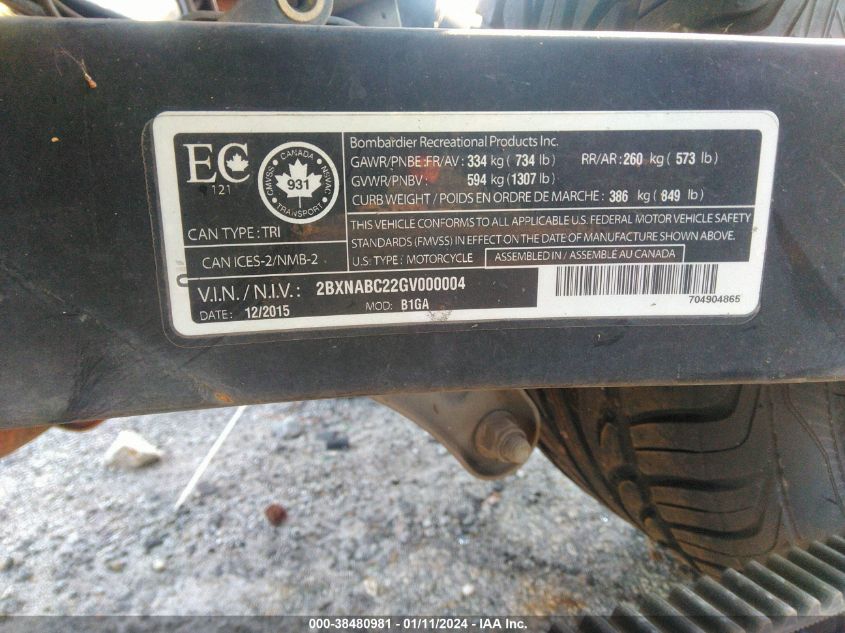 EC
121
CANADA
CMVSS
NSVAC
931
TRANSPORT
CAN TYPE: TRI
CAN ICES-2/NMB-2
Bombardier Recreational Products Inc.
GAWR/PNBE: FR/AV: 334 kg ( 734 lb) RR/AR: 260 kg ( 573 lb)
GVWR/PNBV : 594 kg (1307 lb)
CURB WEIGHT / POIDS EN ORDRE DE MARCHE : 386 kg ( 849 lb)
THIS VEHICLE CONFORMS TO ALL APPLICABLE U.S. FEDERAL MOTOR VEHICLE SAFETY
STANDARDS (FMVSS) IN EFFECT ON THE DATE OF MANUFACTURE SHOWN ABOVE.
U.S: TYPE : MOTORCYCLE ASSEMBLED IN / ASSEMBLÉ AU CANADA
V.I.N. / N.I.V.: 2BXNABC22GV000004
DATE: 12/2015 MOD: B1GA
704904865
000-38480981 - 01/11/2024 - IAA Inc.